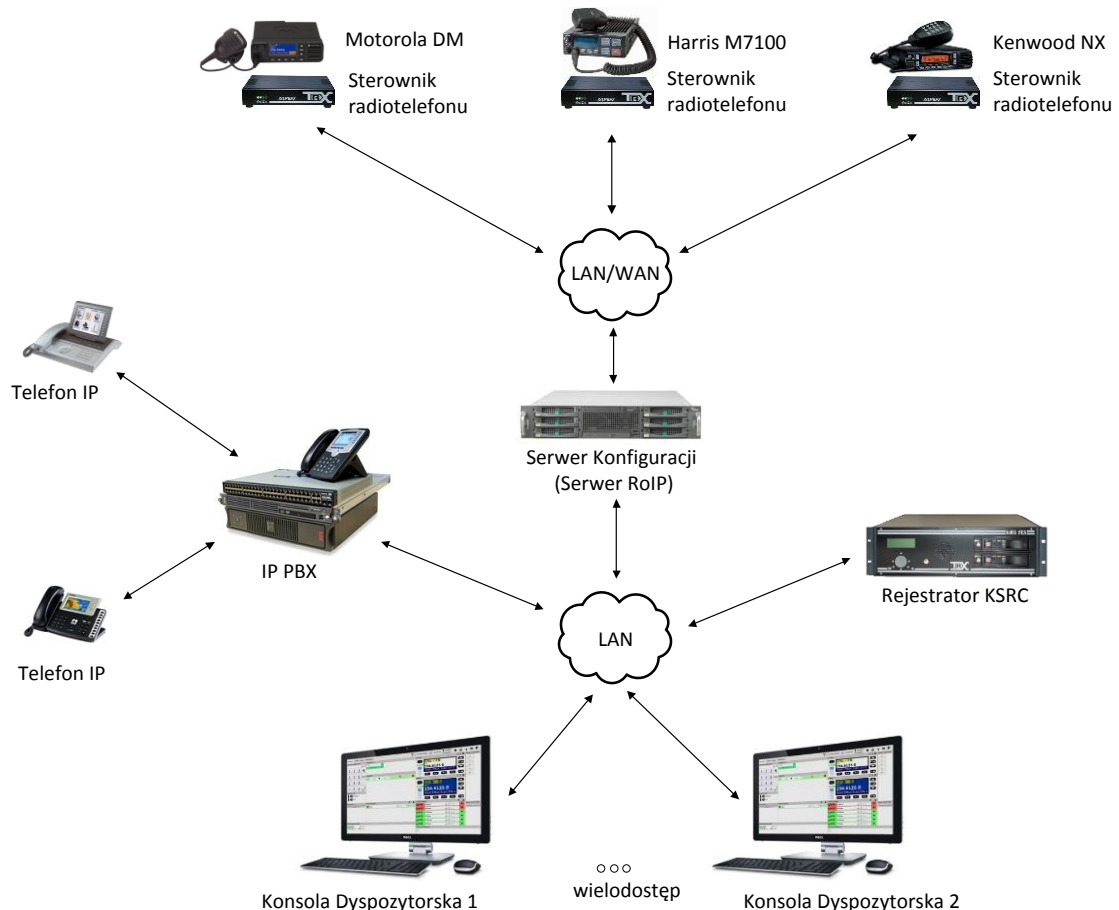 Motorola DM
Sterownik
radiotelefonu
Harris M7100
Sterownik
radiotelefonu
Kenwood NX
Sterownik
radiotelefonu
LAN/WAN
Telefon IP
Serwer Konfiguracji
(Serwer RoIP)
IP PBX
Rejestrator KSRC
LAN
Telefon IP
wielodostęp
Konsola Dyspozytorska 1
Konsola Dyspozytorska 2